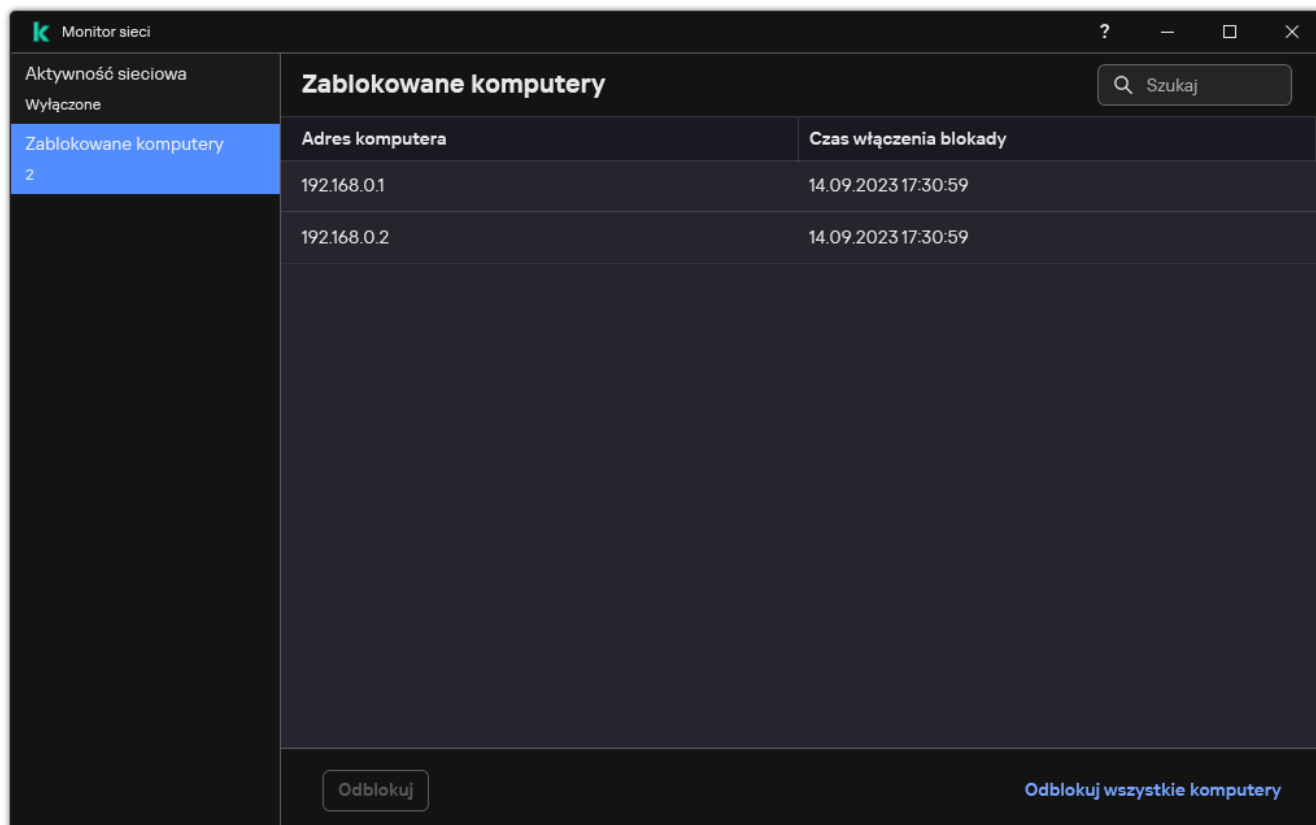 Monitor sieci
?
Aktywność sieciowa
Wyłączone
Zablokowane komputery
2
Zablokowane komputery
Szukaj
Adres komputera Czas włączenia blokady
192.168.0.1 14.09.2023 17:30:59
192.168.0.2 14.09.2023 17:30:59
Odblokuj
Odblokuj wszystkie komputery